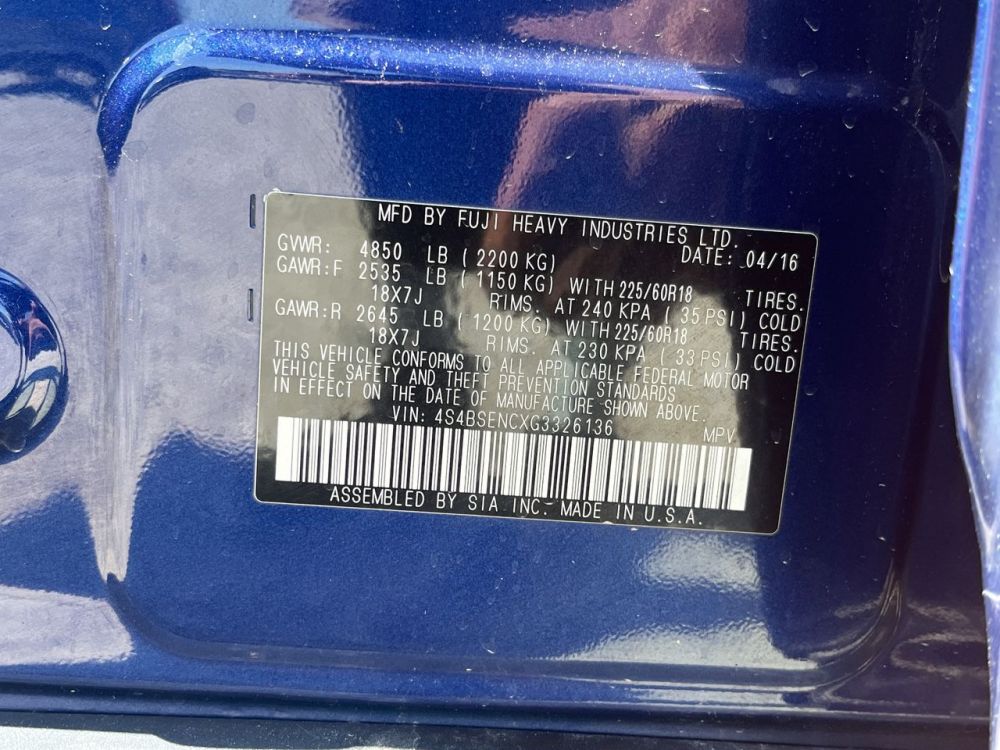 MFD BY FUJI HEAVY INDUSTRIES LTD.
GVWR: 4850 LB (2200 KG) DATE: 04/16
GAWR:F 2535 LB (1150 KG) WITH 225/60R18 TIRES.
18X7J RIMS. AT 240 KPA (35PSI) COLD
GAWR:R 2645 LB (1200 KG) WITH 225/60R18 TIRES.
18X7J RIMS. AT 230 KPA (33PSI) COLD
THIS VEHICLE CONFORMS TO ALL APPLICABLE FEDERAL MOTOR
VEHICLE SAFETY AND THEFT PREVENTION STANDARDS
IN EFFECT ON THE DATE OF MANUFACTURE SHOWN ABOVE.
VIN: 4S4BSENCXG3326136 MPV
ASSEMBLED BY SIA INC.-MADE IN U.S.A.